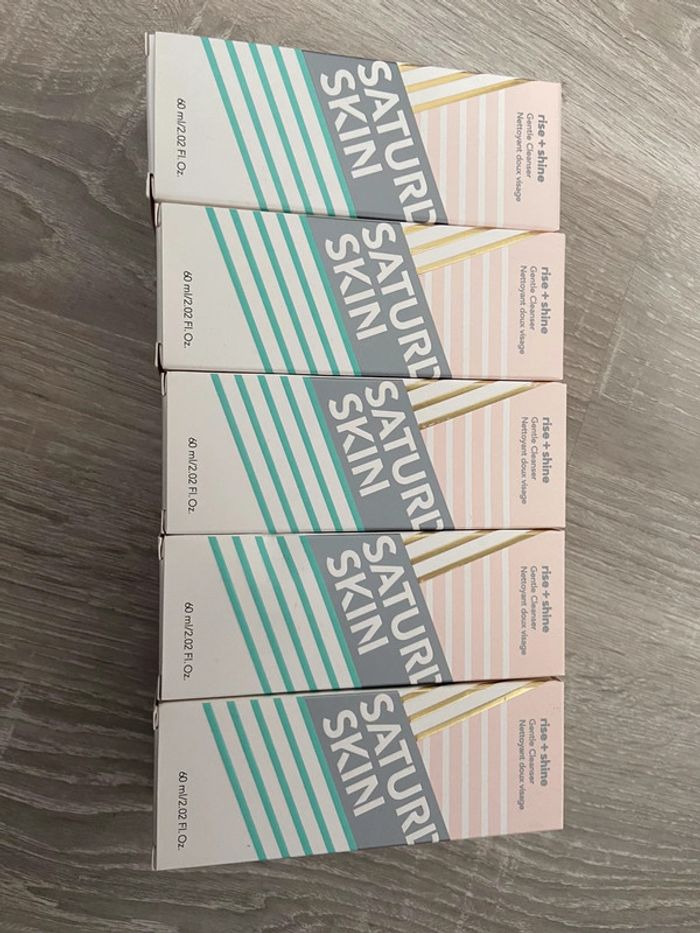 rise + shine
Gentle Cleanser
Nettoyant doux visage
SATURD
SKIN
60 ml/2.02 Fl. Oz.
rise + shine
Gentle Cleanser
Nettoyant doux visage
SATURD
SKIN
60 ml/2.02 Fl. Oz.
rise + shine
Gentle Cleanser
Nettoyant doux visage
SATURD
SKIN
60 ml/2.02 Fl. Oz.
rise + shine
Gentle Cleanser
Nettoyant doux visage
SATURD
SKIN
60 ml/2.02 Fl. Oz.
rise + shine
Gentle Cleanser
Nettoyant doux visage
SATURD
SKIN
60 ml/2.02 Fl. Oz.